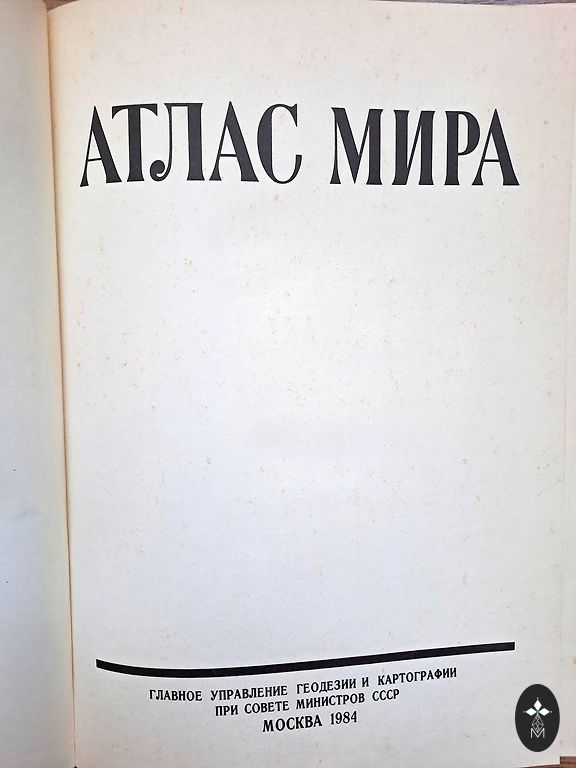 АТЛАС МИРА
ГЛАВНОЕ УПРАВЛЕНИЕ ГЕОДЕЗИИ И КАРТОГРАФИИ
ПРИ СОВЕТЕ МИНИСТРОВ СССР
МОСКВА 1984
М